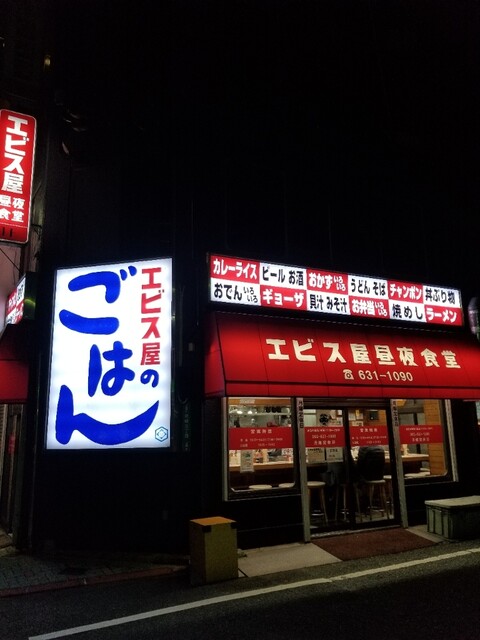 エビス屋
昼夜
食堂
エビス屋の
ごはん
カレーライス ビール お酒 おかずいろいろ うどん そば チャンポン 丼ぶり物
おでんいろいろ ギョーザ 貝汁 みそ汁 お弁当いろいろ 焼めし ラーメン
エビス屋昼夜食堂
☎631-1090